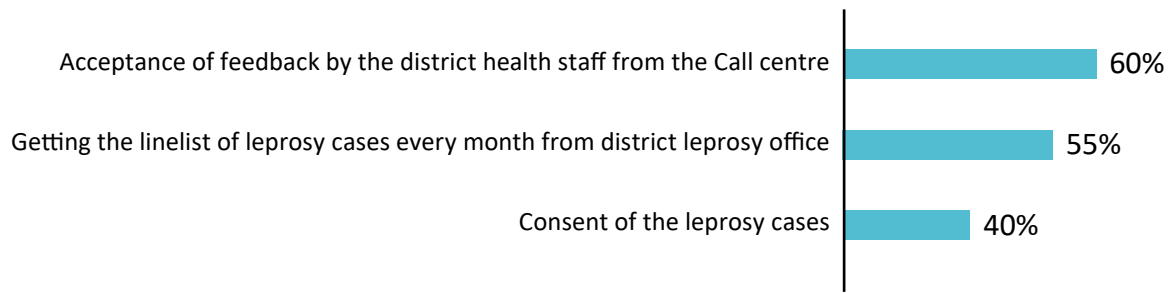 Acceptance of feedback by the district health staff from the Call centre 60%
Getting the linelist of leprosy cases every month from district leprosy office 55%
Consent of the leprosy cases 40%